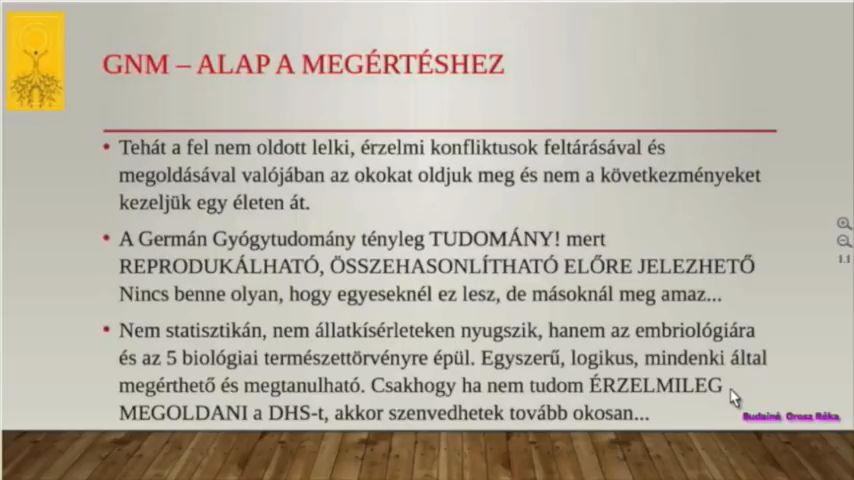 GNM – ALAP A MEGÉRTÉSHEZ
• Tehát a fel nem oldott lelki, érzelmi konfliktusok feltárásával és
megoldásával valójában az okokat oldjuk meg és nem a következményeket
kezeljük egy életen át.
• A Germán Gyógytudomány tényleg TUDOMÁNY! mert
REPRODUKÁLHATÓ, ÖSSZEHASONLÍTHATÓ ELŐRE JELEZHETŐ
Nincs benne olyan, hogy egyeseknél ez lesz, de másoknál meg amaz...
• Nem statisztikán, nem állatkísérleteken nyugszik, hanem az embriológiára
és az 5 biológiai természettörvényre épül. Egyszerű, logikus, mindenki által
megérthető és megtanulható. Csakhogy ha nem tudom ÉRZELMILEG
MEGOLDANI a DHS-t, akkor szenvedhetek tovább okosan...
Budainé Orosz Réka
1:1